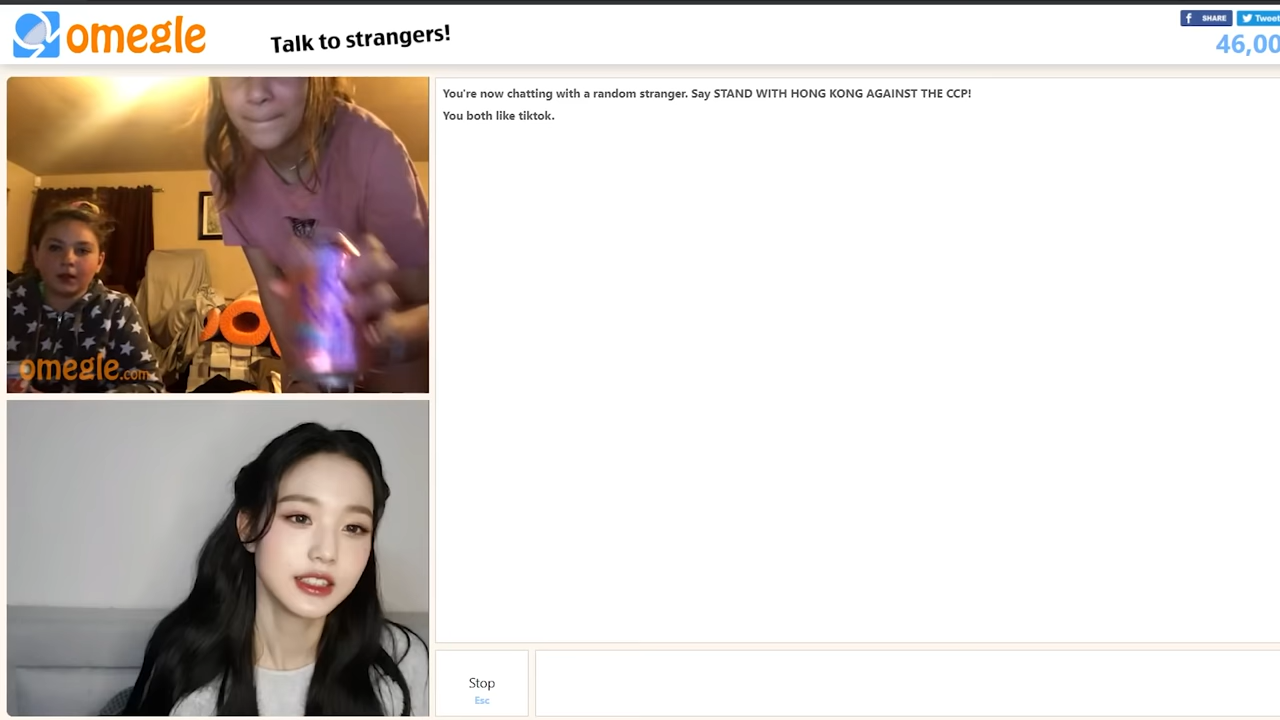 omegle
Talk to strangers!
f SHARE
Tweet
46,00
You're now chatting with a random stranger. Say STAND WITH HONG KONG AGAINST THE CCP!
You both like tiktok.
omegle.com
Stop
Esc